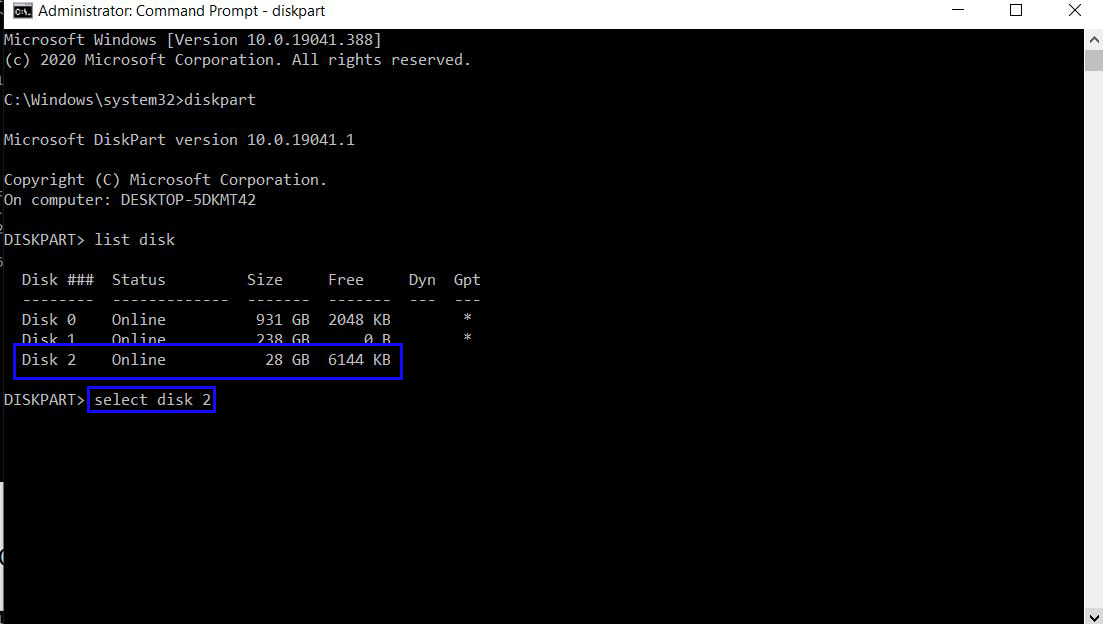 Administrator: Command Prompt - diskpart
Microsoft Windows [Version 10.0.19041.388]
(c) 2020 Microsoft Corporation. All rights reserved.
C:\Windows\system32>diskpart
Microsoft DiskPart version 10.0.19041.1
Copyright (C) Microsoft Corporation.
On computer: DESKTOP-5DKMT42
DISKPART> list disk
Disk ### Status Size Free Dyn Gpt
-------- ------------- ------- ------- --- ---
Disk 0 Online 931 GB 2048 KB *
Disk 1 Online 238 GB 0 B *
Disk 2 Online 28 GB 6144 KB
DISKPART> select disk 2